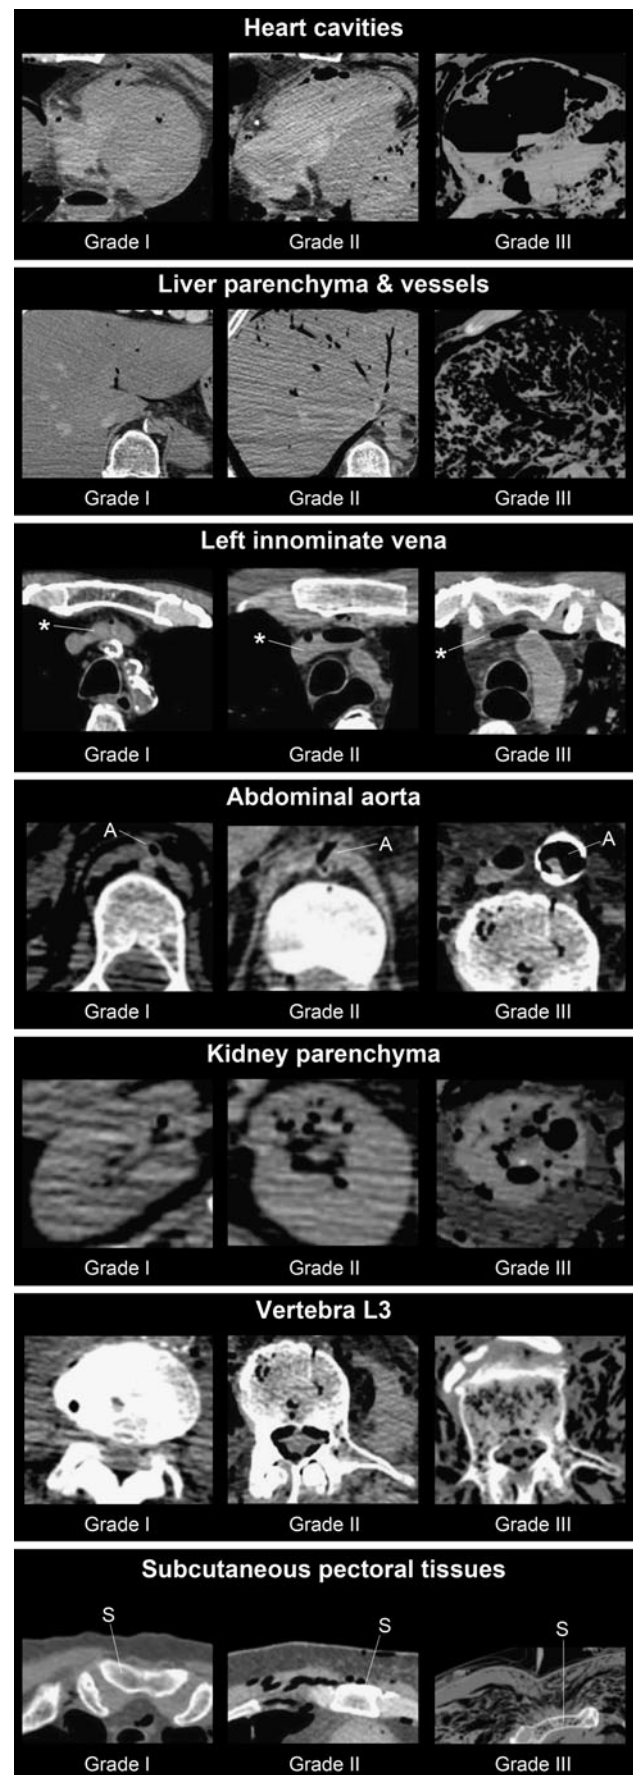 Heart cavities
Grade I Grade II Grade III
Liver parenchyma & vessels
Grade I Grade II Grade III
Left innominate vena
* * *
Grade I Grade II Grade III
Abdominal aorta
A A A
Grade I Grade II Grade III
Kidney parenchyma
Grade I Grade II Grade III
Vertebra L3
Grade I Grade II Grade III
Subcutaneous pectoral tissues
S S S
Grade I Grade II Grade III